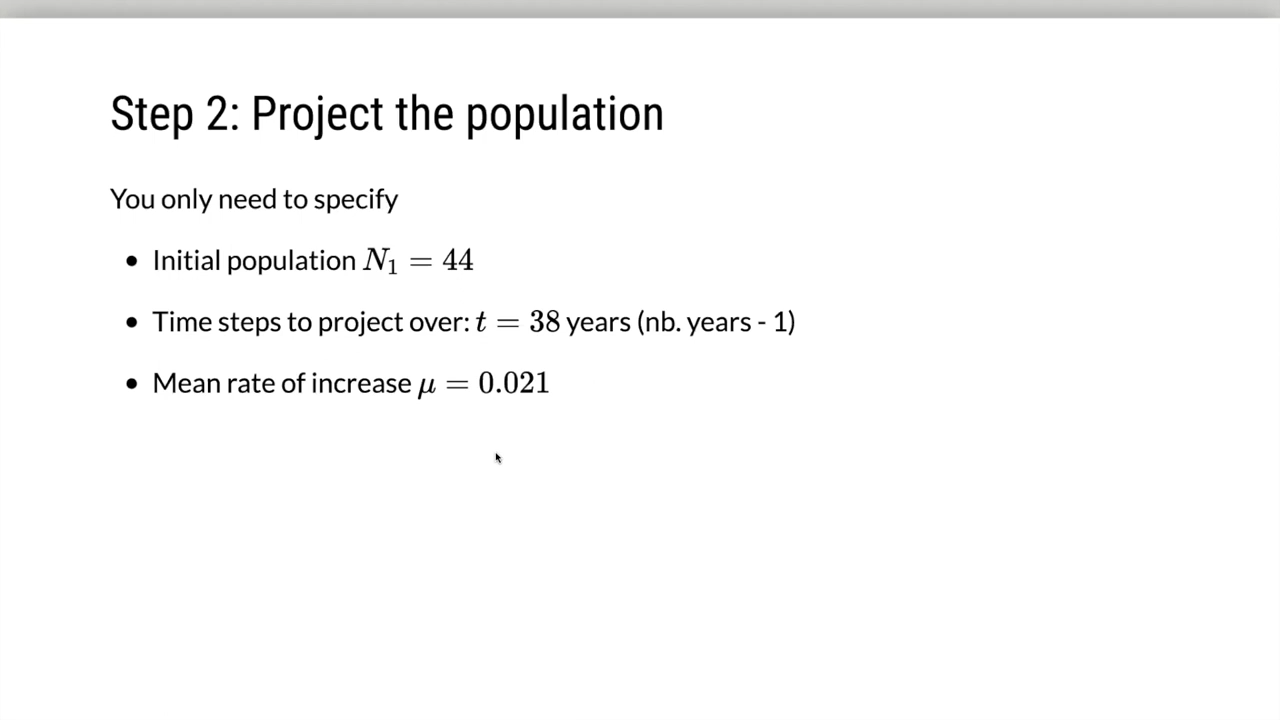 Step 2: Project the population
You only need to specify
• Initial population N₁ = 44
• Time steps to project over: t = 38 years (nb. years - 1)
• Mean rate of increase μ = 0.021